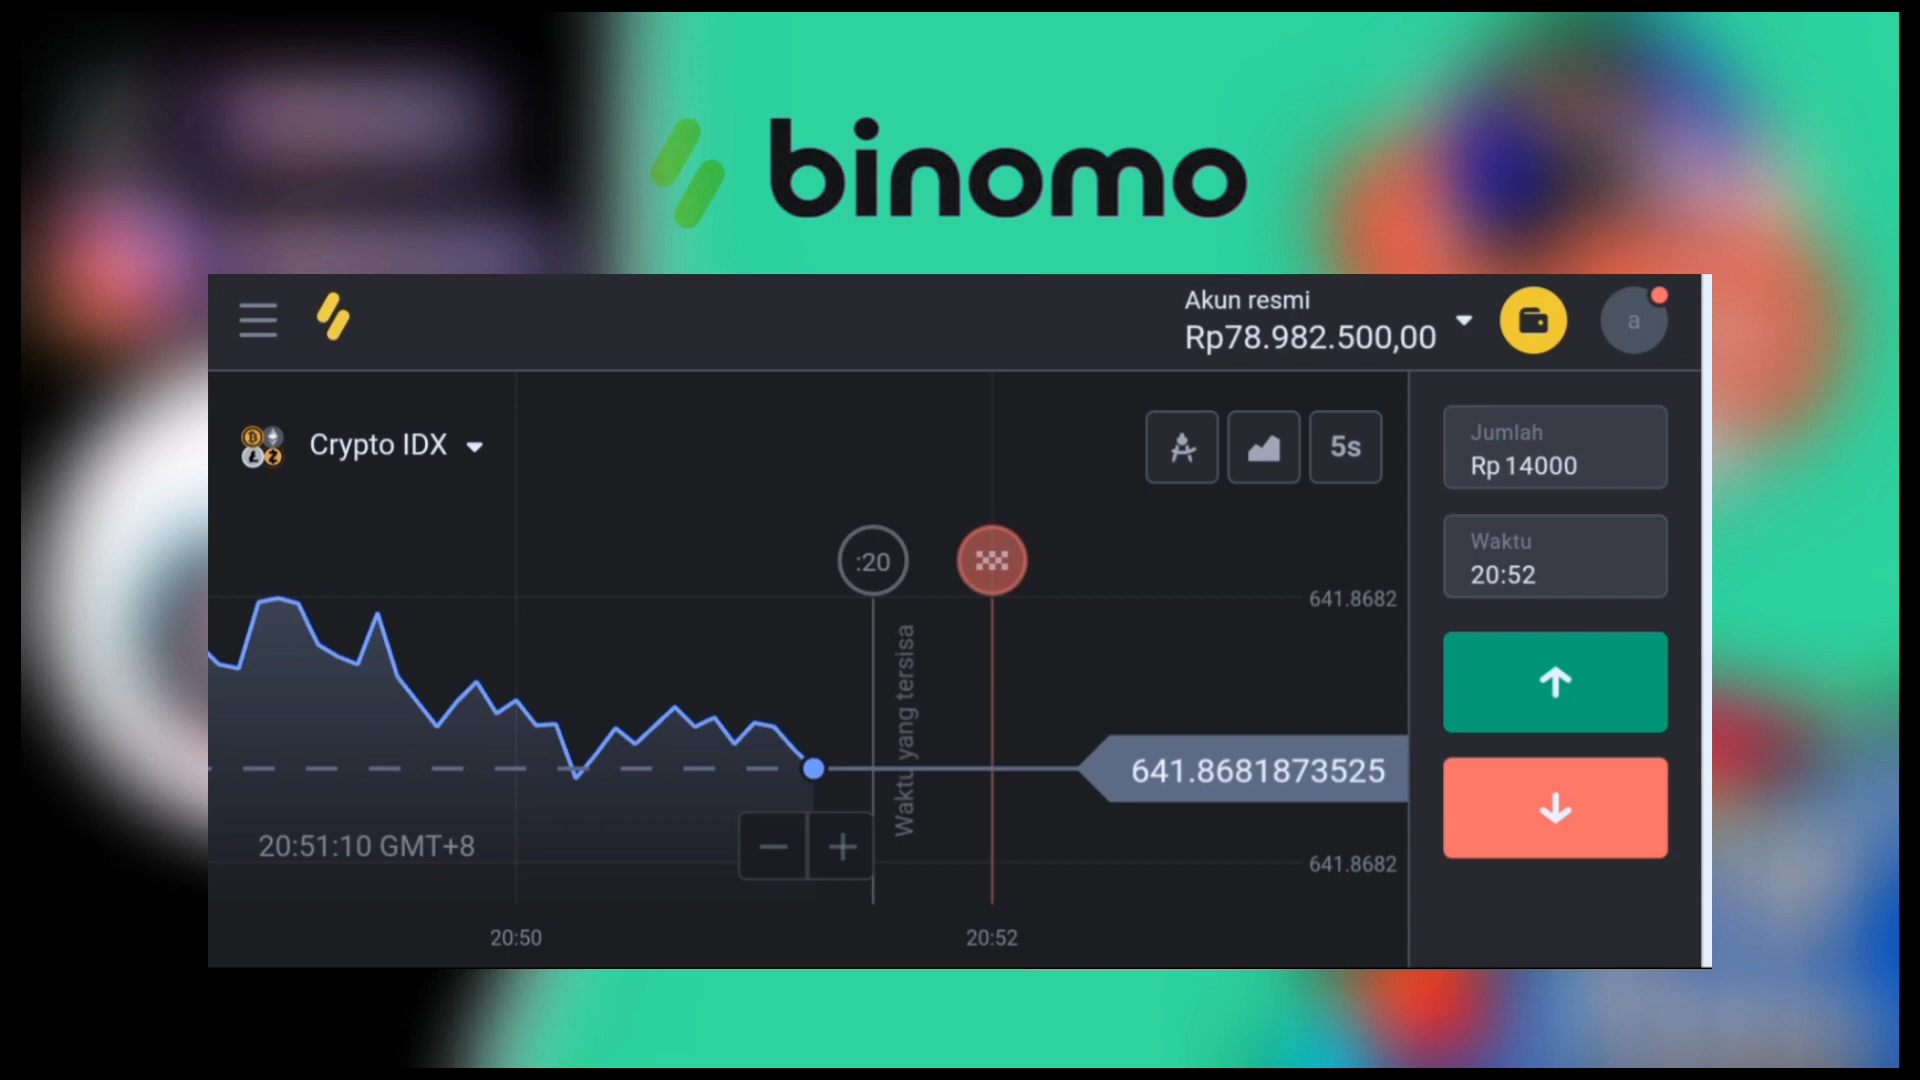 binomo
Akun resmi
Rp78.982.500,00
a
Crypto IDX
5s
Jumlah
Rp 14000
:20
Waktu
20:52
641.8682
Waktu yang tersisa
641.8681873525
20:51:10 GMT+8
641.8682
20:50
20:52